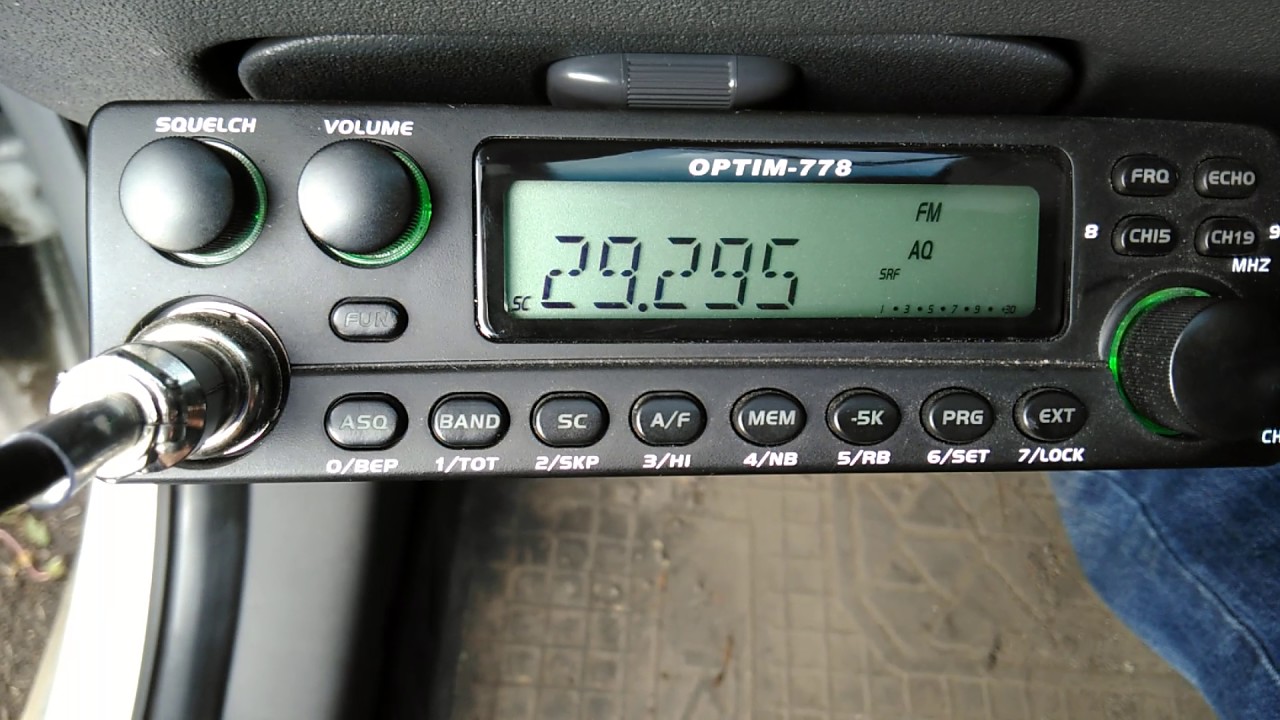 SQUELCH VOLUME
OPTIM-778
FM
AQ
SRF
SC 29.295
1 • 3 • 5 • 7 • 9 • +30
FRQ ECHO
8 CH15 CH19 9
MHZ
FUN
ASQ BAND SC A/F MEM -5K PRG EXT
0/BEP 1/TOT 2/SKP 3/HI 4/NB 5/RB 6/SET 7/LOCK
CH